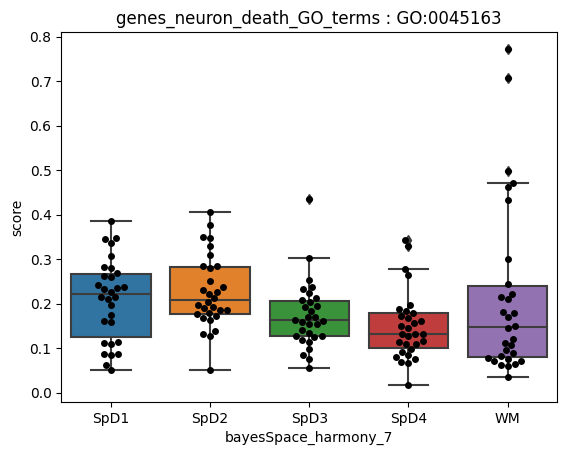 genes_neuron_death_GO_terms : GO:0045163
score
0.8
0.7
0.6
0.5
0.4
0.3
0.2
0.1
0.0
SpD1 SpD2 SpD3 SpD4 WM
bayesSpace_harmony_7